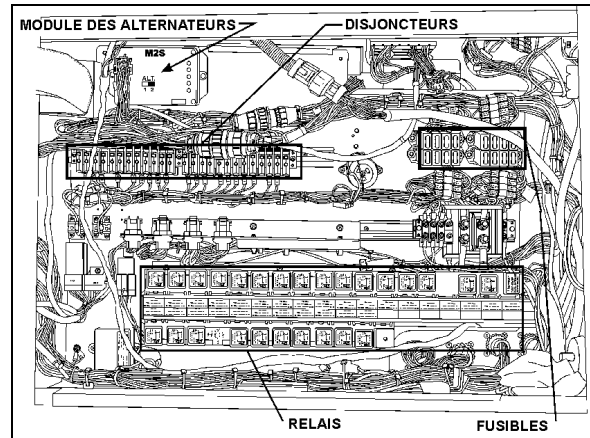 MODULE DES ALTERNATEURS
DISJONCTEURS
M2S
ALT
1 2
RELAIS
FUSIBLES